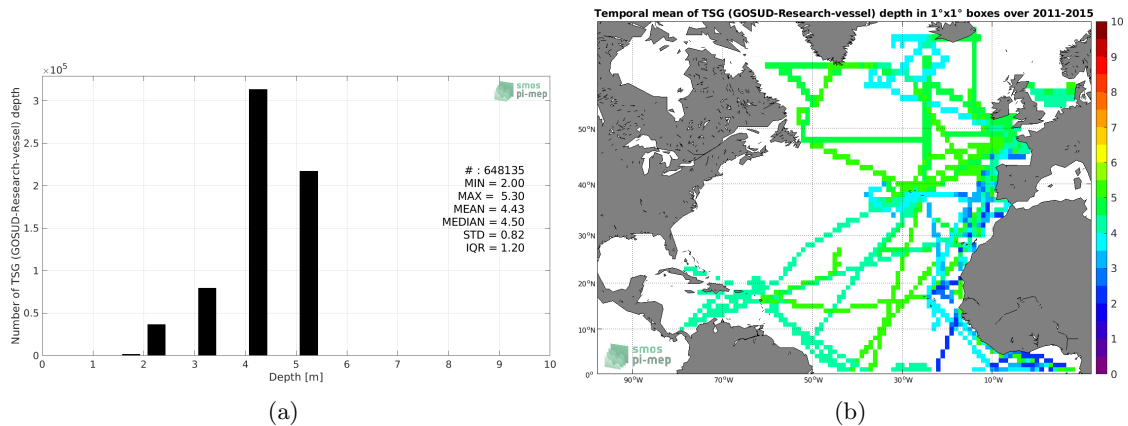 ×10⁵
Number of TSG (GOSUD-Research-vessel) depth
3
2.5
2
1.5
1
0.5
0
0
1
2
3
4
5
6
7
8
9
10
Depth [m]
smos
pi-mep
# : 648135
MIN = 2.00
MAX = 5.30
MEAN = 4.43
MEDIAN = 4.50
STD = 0.82
IQR = 1.20
(a)
Temporal mean of TSG (GOSUD-Research-vessel) depth in 1°x1° boxes over 2011-2015
50°N
40°N
30°N
20°N
10°N
0°
90°W
70°W
50°W
30°W
10°W
smos
pi-mep
10
9
8
7
6
5
4
3
2
1
0
(b)